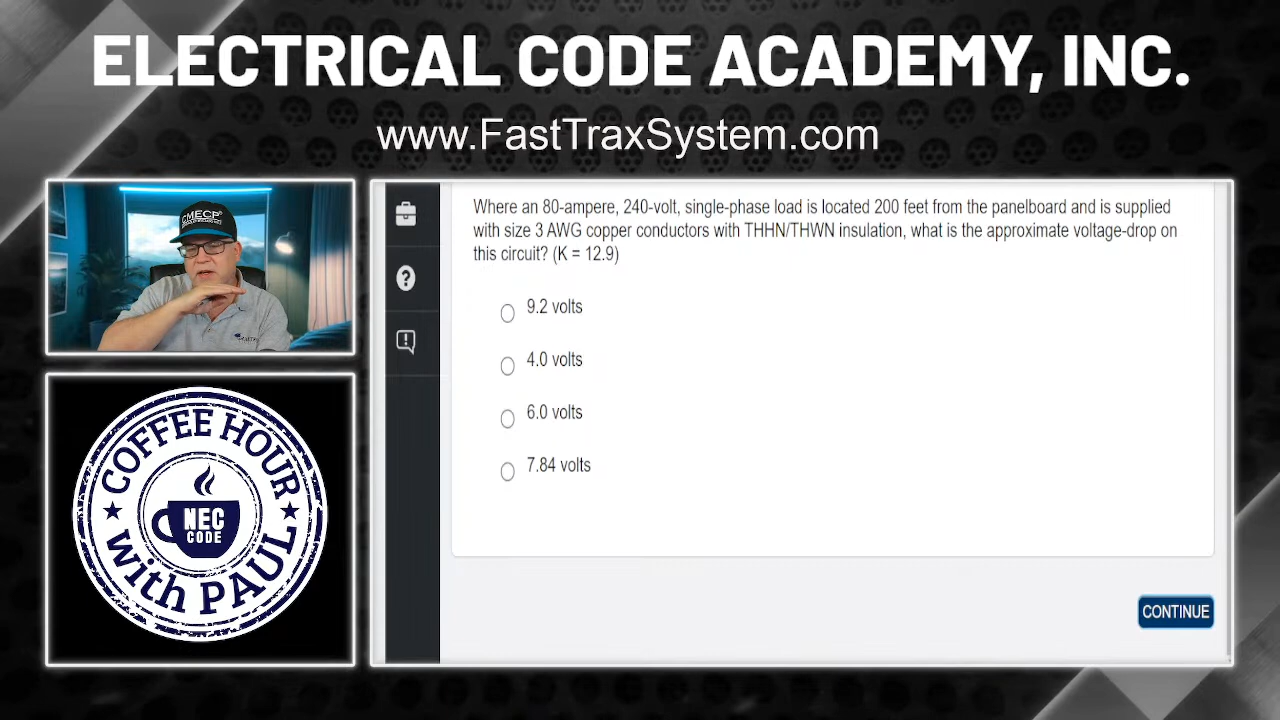 ELECTRICAL CODE ACADEMY, INC.
www.FastTraxSystem.com
CMECP
Where an 80-ampere, 240-volt, single-phase load is located 200 feet from the panelboard and is supplied
with size 3 AWG copper conductors with THHN/THWN insulation, what is the approximate voltage-drop on
this circuit? (K = 12.9)
9.2 volts
4.0 volts
6.0 volts
7.84 volts
CONTINUE
COFFEE HOUR
NEC
CODE
with PAUL